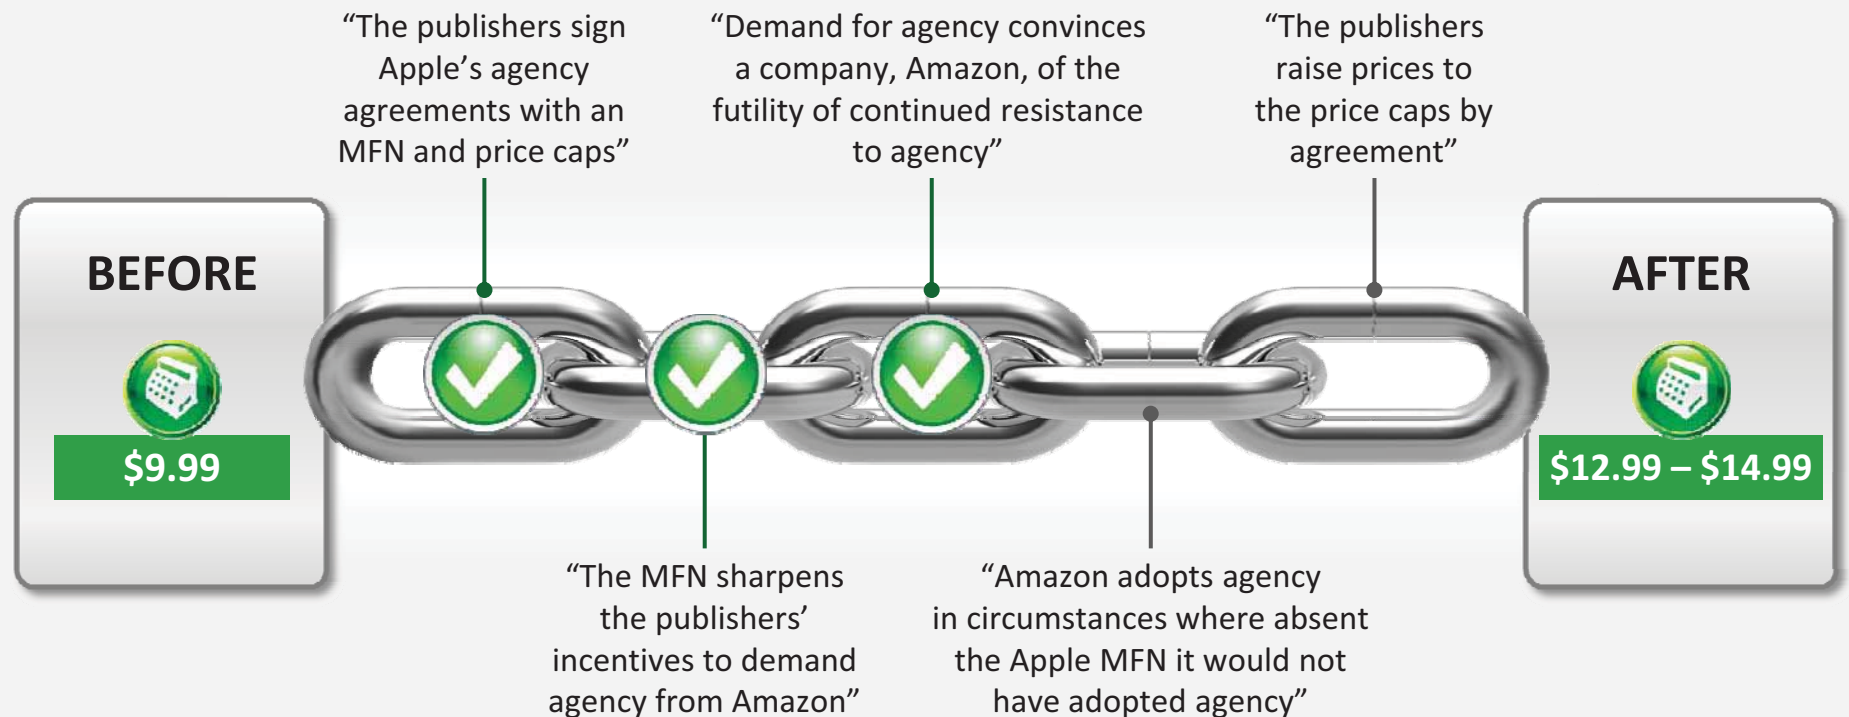 “The publishers sign
Apple’s agency
agreements with an
MFN and price caps”
“Demand for agency convinces
a company, Amazon, of the
futility of continued resistance
to agency”
“The publishers
raise prices to
the price caps by
agreement”
BEFORE
$9.99
AFTER
$12.99 – $14.99
“The MFN sharpens
the publishers’
incentives to demand
agency from Amazon”
“Amazon adopts agency
in circumstances where absent
the Apple MFN it would not
have adopted agency”